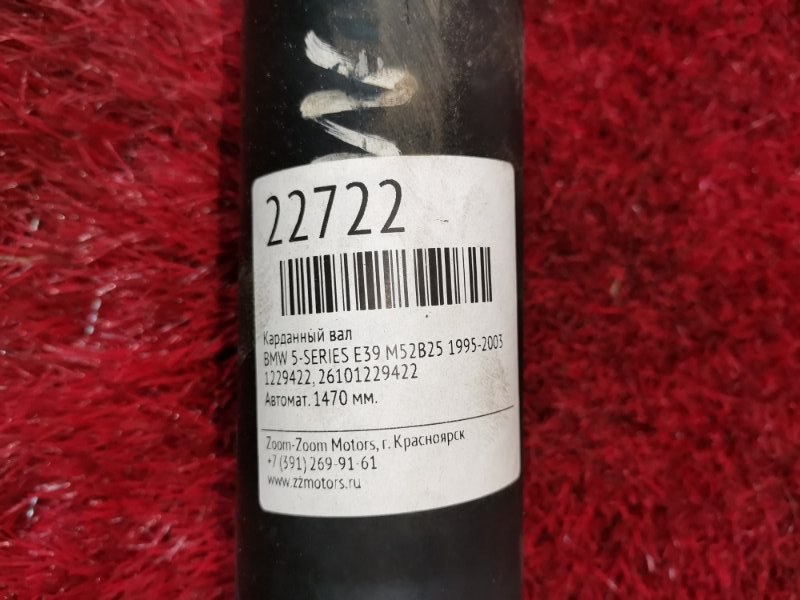 22722
Карданный вал
BMW 5-SERIES E39 M52B25 1995-2003
1229422, 26101229422
Автомат. 1470 мм.
Zoom-Zoom Motors, г. Красноярск
+7 (391) 269-91-61
www.zzmotors.ru